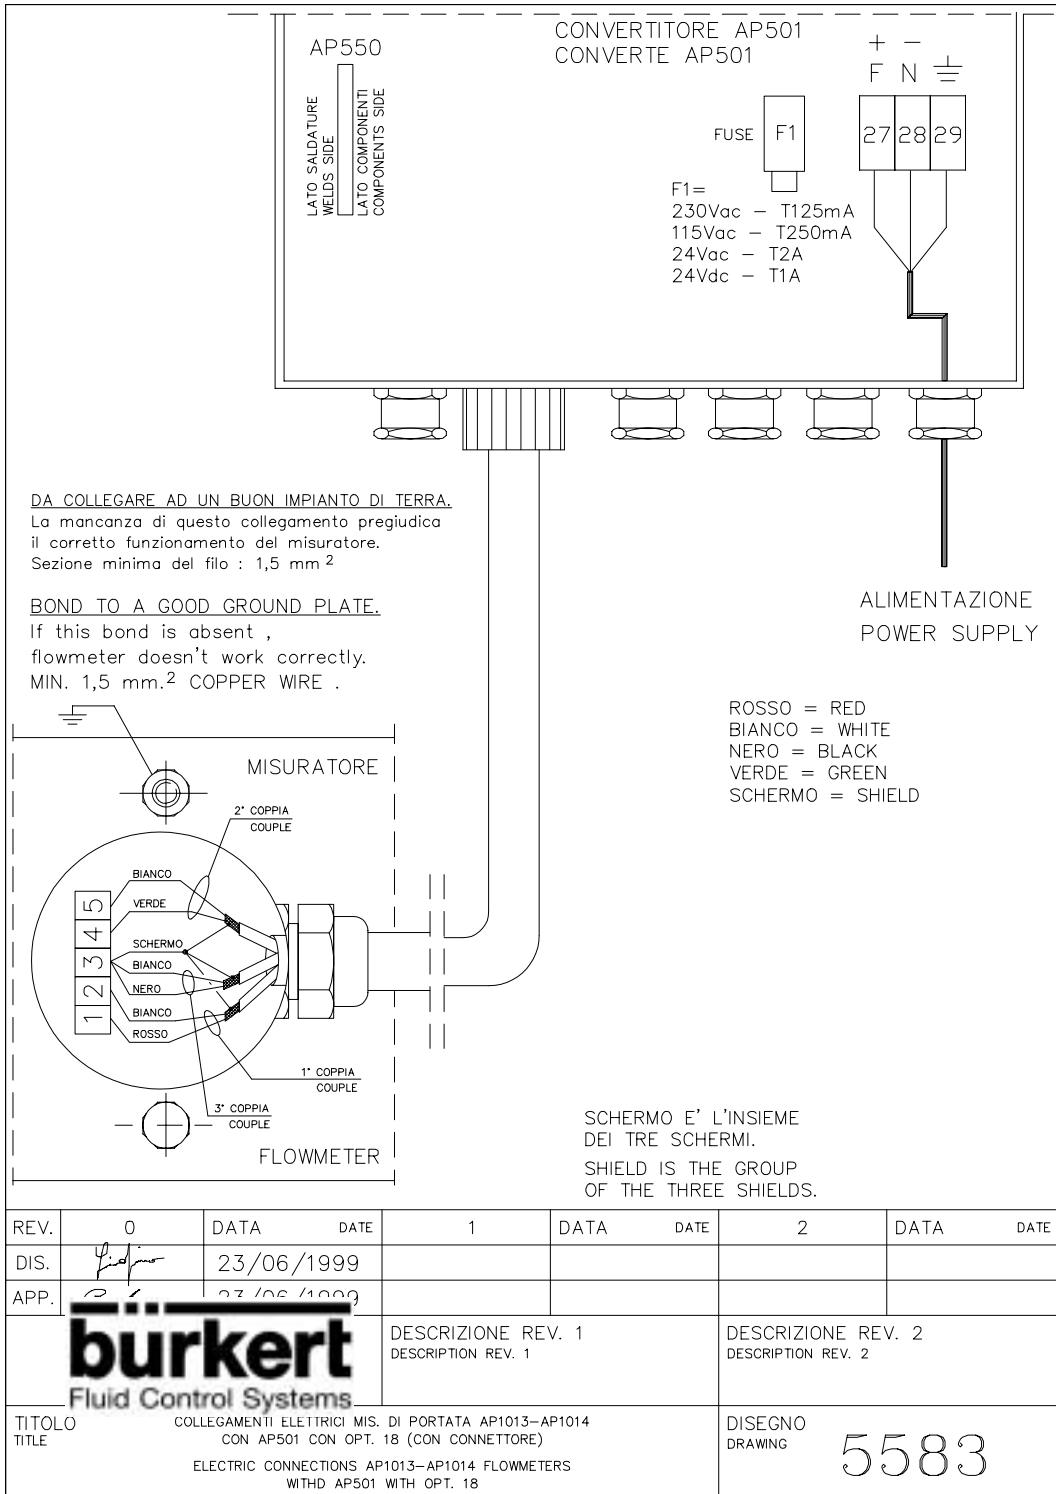 AP550
CONVERTITORE AP501
CONVERTE AP501
+ −
F N
LATO SALDATURE
WELDS SIDE
LATO COMPONENTI
COMPONENTS SIDE
FUSE F1
27 28 29
F1=
230Vac − T125mA
115Vac − T250mA
24Vac − T2A
24Vdc − T1A
DA COLLEGARE AD UN BUON IMPIANTO DI TERRA.
La mancanza di questo collegamento pregiudica
il corretto funzionamento del misuratore.
Sezione minima del filo : 1,5 mm ²
BOND TO A GOOD GROUND PLATE.
If this bond is absent ,
flowmeter doesn't work correctly.
MIN. 1,5 mm.² COPPER WIRE .
ALIMENTAZIONE
POWER SUPPLY
ROSSO = RED
BIANCO = WHITE
NERO = BLACK
VERDE = GREEN
SCHERMO = SHIELD
MISURATORE
2° COPPIA
COUPLE
5 BIANCO
4 VERDE
3 SCHERMO
BIANCO
2 NERO
1 BIANCO
ROSSO
1° COPPIA
COUPLE
3° COPPIA
COUPLE
FLOWMETER
SCHERMO E' L'INSIEME
DEI TRE SCHERMI.
SHIELD IS THE GROUP
OF THE THREE SHIELDS.
REV. 0 DATA DATE 1 DATA DATE 2 DATA DATE
DIS. 23/06/1999
APP. 23/06/1999
bürkert
Fluid Control Systems
DESCRIZIONE REV. 1
DESCRIPTION REV. 1
DESCRIZIONE REV. 2
DESCRIPTION REV. 2
TITOLO
TITLE
COLLEGAMENTI ELETTRICI MIS. DI PORTATA AP1013−AP1014
CON AP501 CON OPT. 18 (CON CONNETTORE)
ELECTRIC CONNECTIONS AP1013−AP1014 FLOWMETERS
WITHD AP501 WITH OPT. 18
DISEGNO
DRAWING
5583